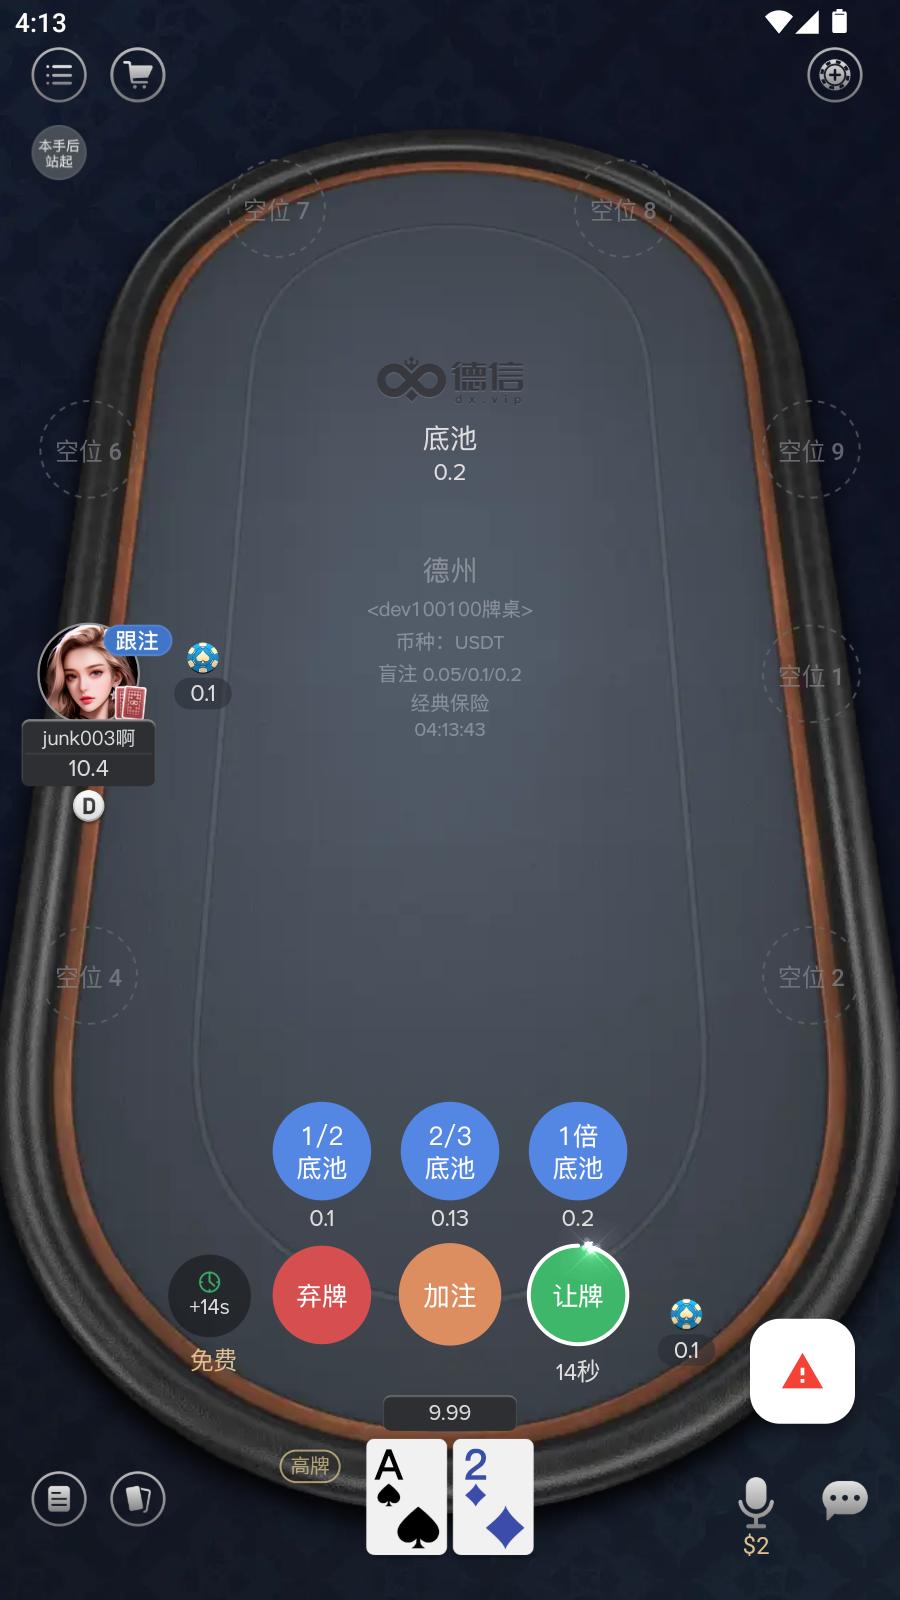 4:13
本手后
站起
空位 7
空位 8
德信
dx.vip
底池
0.2
空位 6
空位 9
德州
<dev100100牌桌>
币种：USDT
盲注 0.05/0.1/0.2
经典保险
04:13:43
跟注
0.1
空位 1
junk003啊
10.4
D
空位 4
空位 2
1/2
底池
2/3
底池
1倍
底池
0.1
0.13
0.2
+14s
免费
弃牌
加注
让牌
14秒
0.1
9.99
高牌
A
2
$2